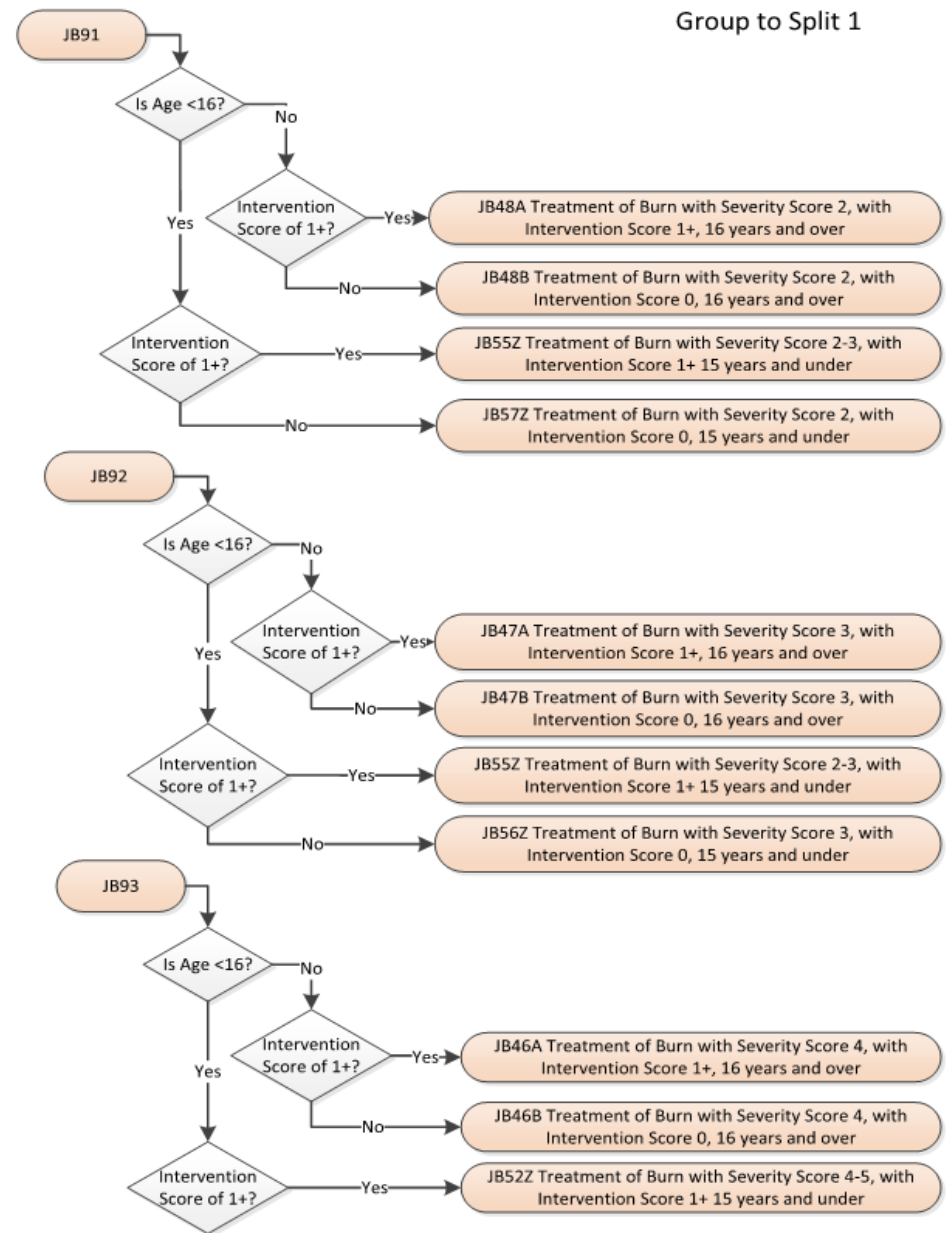 Group to Split 1
JB91
Is Age <16?
No
Yes
Intervention
Score of 1+?
Yes
JB48A Treatment of Burn with Severity Score 2, with
Intervention Score 1+, 16 years and over
No
JB48B Treatment of Burn with Severity Score 2, with
Intervention Score 0, 16 years and over
Intervention
Score of 1+?
Yes
JB55Z Treatment of Burn with Severity Score 2-3, with
Intervention Score 1+ 15 years and under
No
JB57Z Treatment of Burn with Severity Score 2, with
Intervention Score 0, 15 years and under
JB92
Is Age <16?
No
Yes
Intervention
Score of 1+?
Yes
JB47A Treatment of Burn with Severity Score 3, with
Intervention Score 1+, 16 years and over
No
JB47B Treatment of Burn with Severity Score 3, with
Intervention Score 0, 16 years and over
Intervention
Score of 1+?
Yes
JB55Z Treatment of Burn with Severity Score 2-3, with
Intervention Score 1+ 15 years and under
No
JB56Z Treatment of Burn with Severity Score 3, with
Intervention Score 0, 15 years and under
JB93
Is Age <16?
No
Yes
Intervention
Score of 1+?
Yes
JB46A Treatment of Burn with Severity Score 4, with
Intervention Score 1+, 16 years and over
No
JB46B Treatment of Burn with Severity Score 4, with
Intervention Score 0, 16 years and over
Intervention
Score of 1+?
Yes
JB52Z Treatment of Burn with Severity Score 4-5, with
Intervention Score 1+ 15 years and under